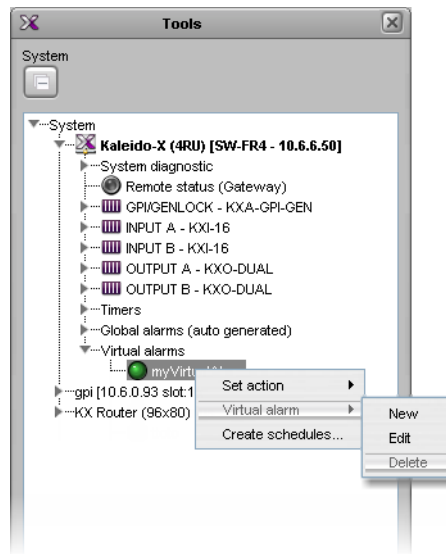 Tools
System
System
Kaleido-X (4RU) [SW-FR4 - 10.6.6.50]
System diagnostic
Remote status (Gateway)
GPI/GENLOCK - KXA-GPI-GEN
INPUT A - KXI-16
INPUT B - KXI-16
OUTPUT A - KXO-DUAL
OUTPUT B - KXO-DUAL
Timers
Global alarms (auto generated)
Virtual alarms
gpi [10.6.0.93 slot:1
KX Router (96x80)
Set action
Virtual alarm
Create schedules...
New
Edit
Delete